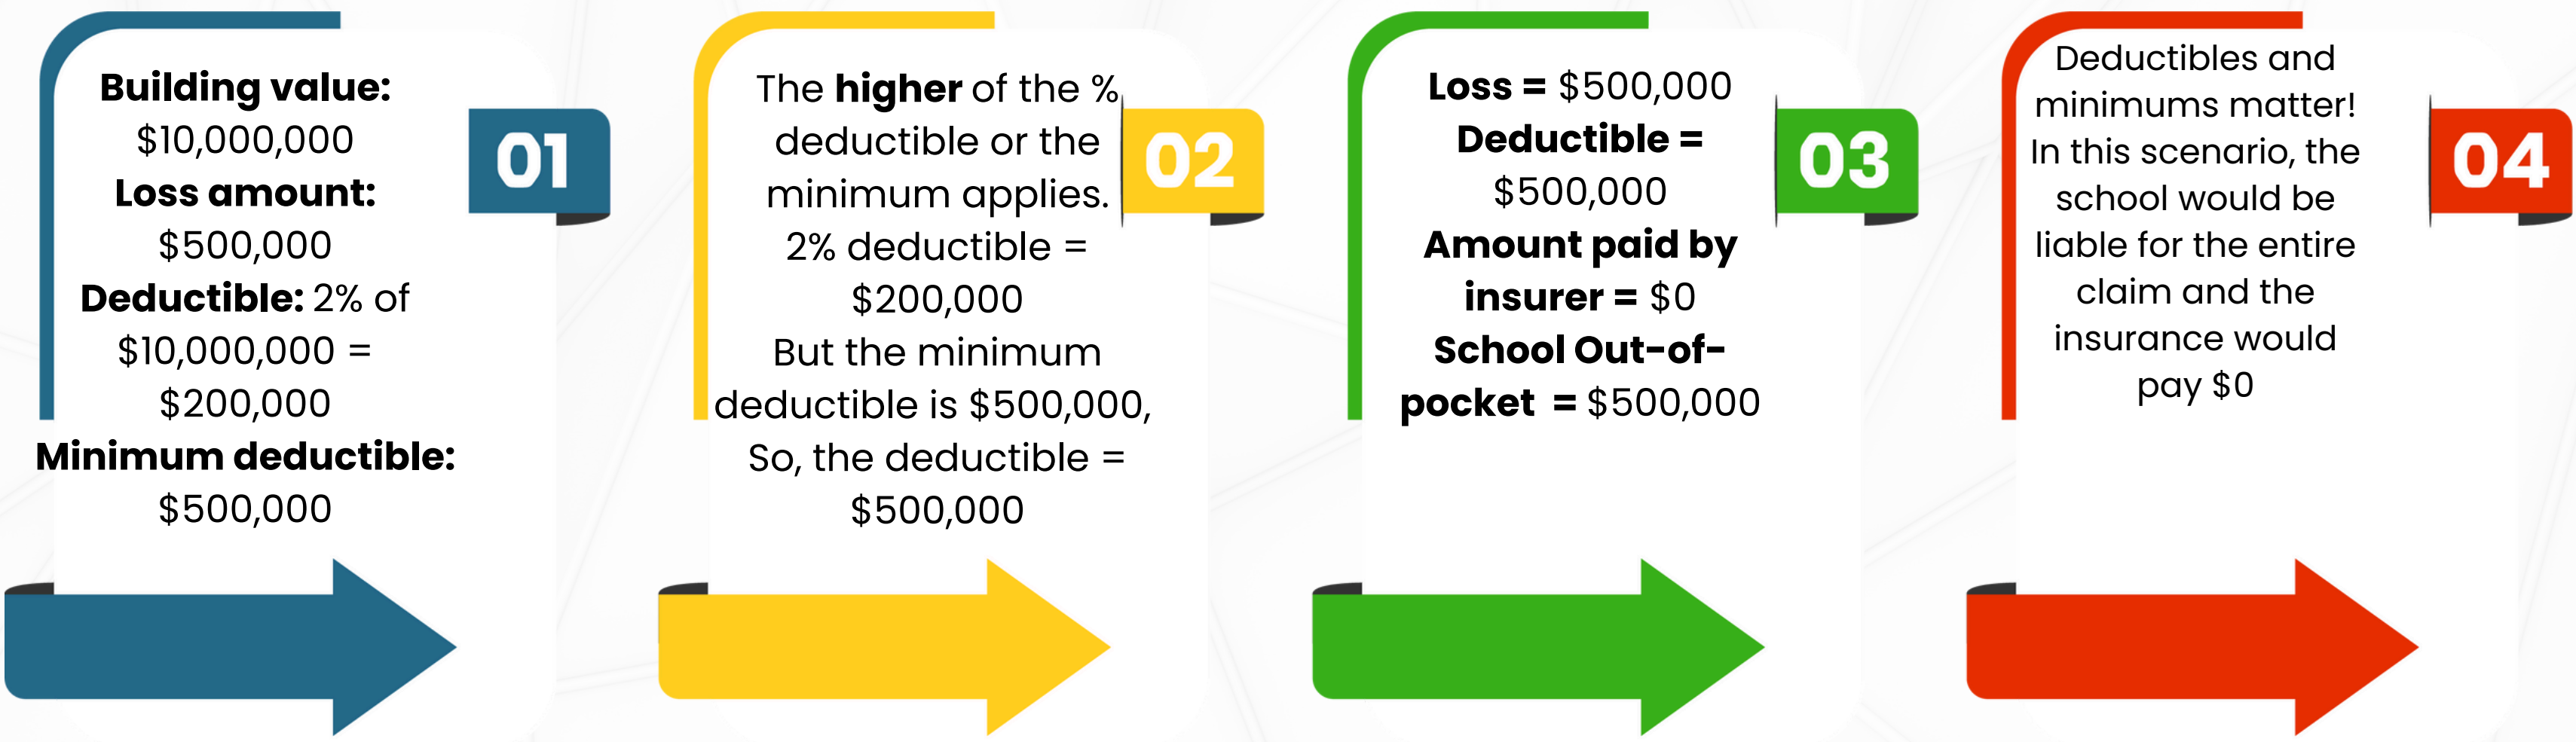 Building value:
$10,000,000
Loss amount:
$500,000
Deductible: 2% of
$10,000,000 =
$200,000
Minimum deductible:
$500,000
01
The higher of the %
deductible or the
minimum applies.
2% deductible =
$200,000
But the minimum
deductible is $500,000,
So, the deductible =
$500,000
02
Loss = $500,000
Deductible =
$500,000
Amount paid by
insurer = $0
School Out-of-
pocket = $500,000
03
Deductibles and
minimums matter!
In this scenario, the
school would be
liable for the entire
claim and the
insurance would
pay $0
04